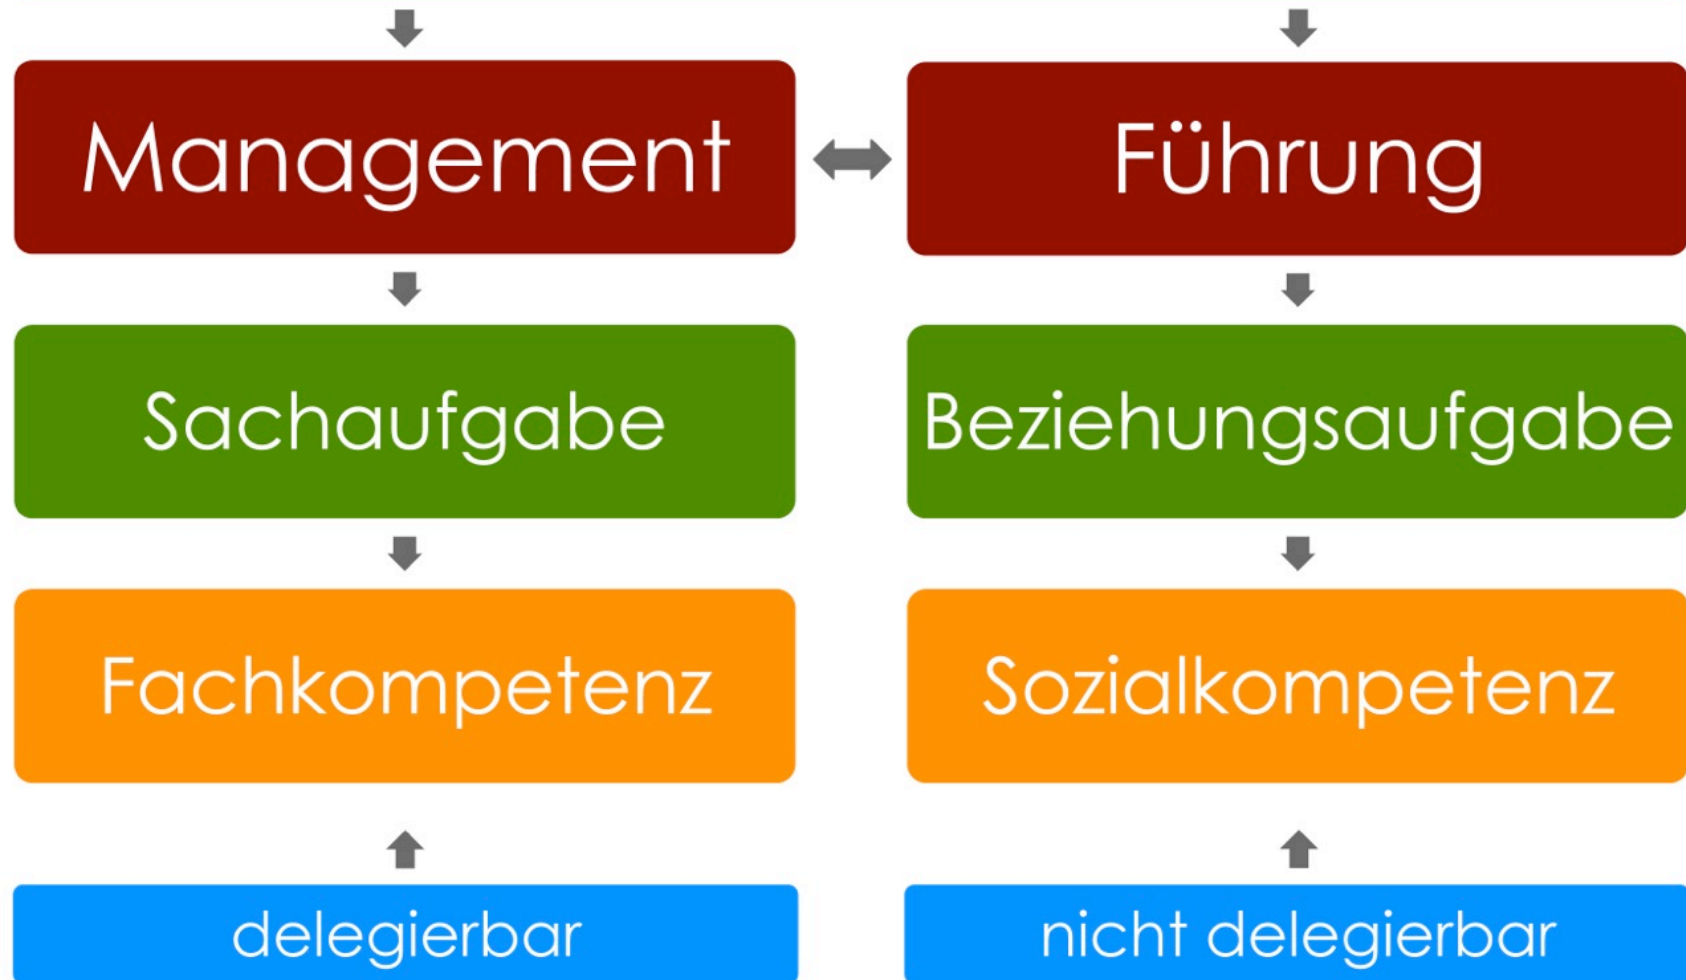 Management
Führung
Sachaufgabe
Beziehungsaufgabe
Fachkompetenz
Sozialkompetenz
delegierbar
nicht delegierbar